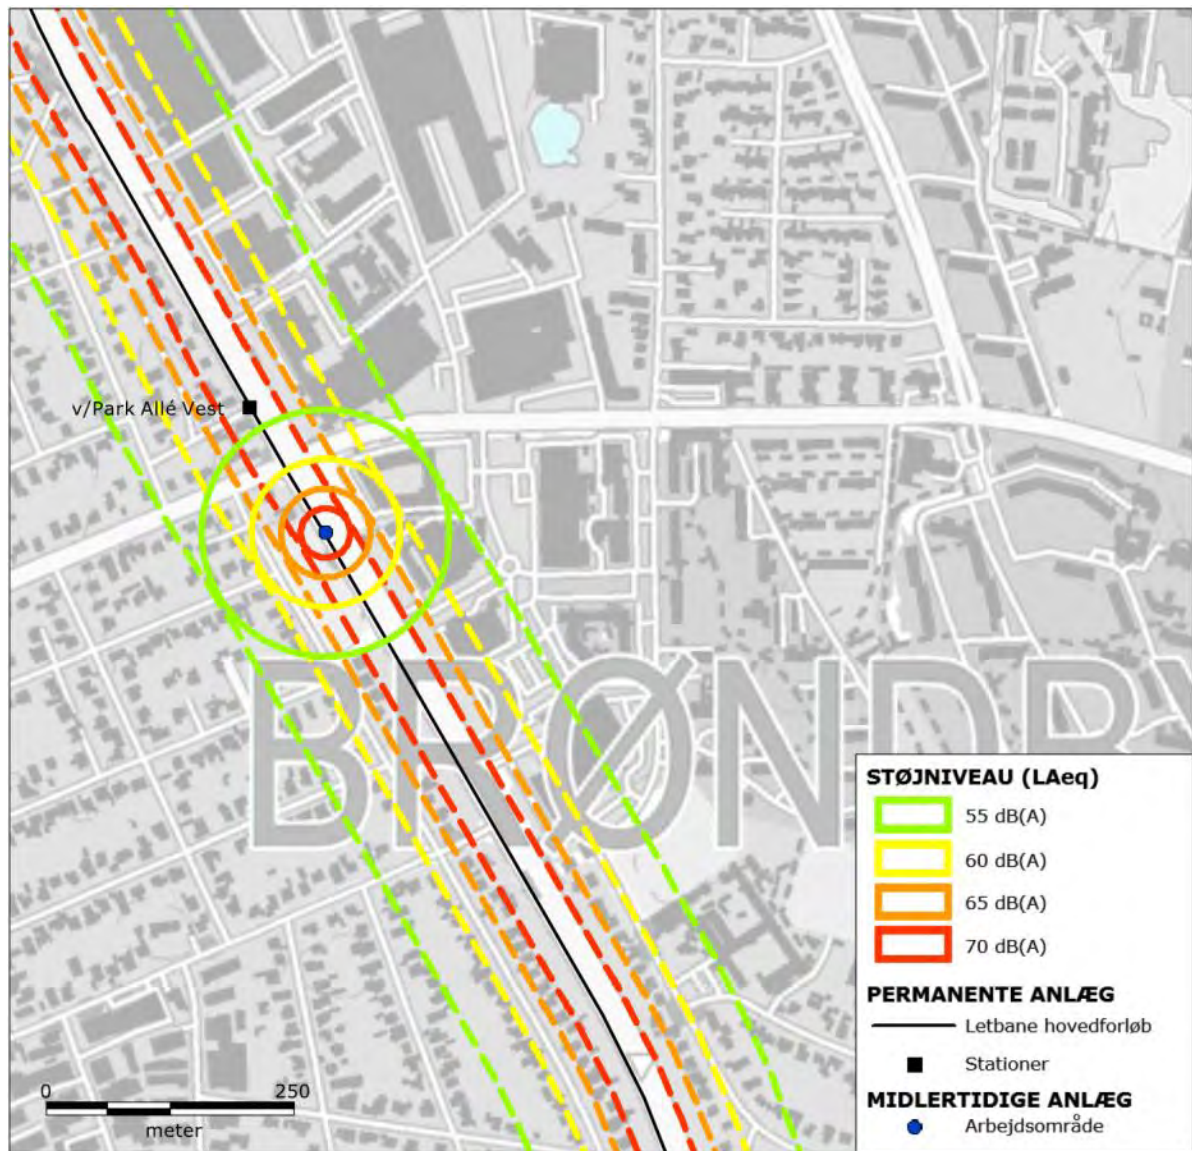 v/Park Allé Vest
BRØNDBY
STØJNIVEAU (LAeq)
55 dB(A)
60 dB(A)
65 dB(A)
70 dB(A)
PERMANENTE ANLÆG
Letbane hovedforløb
Stationer
MIDLERTIDIGE ANLÆG
Arbejdsområde
0 250
meter